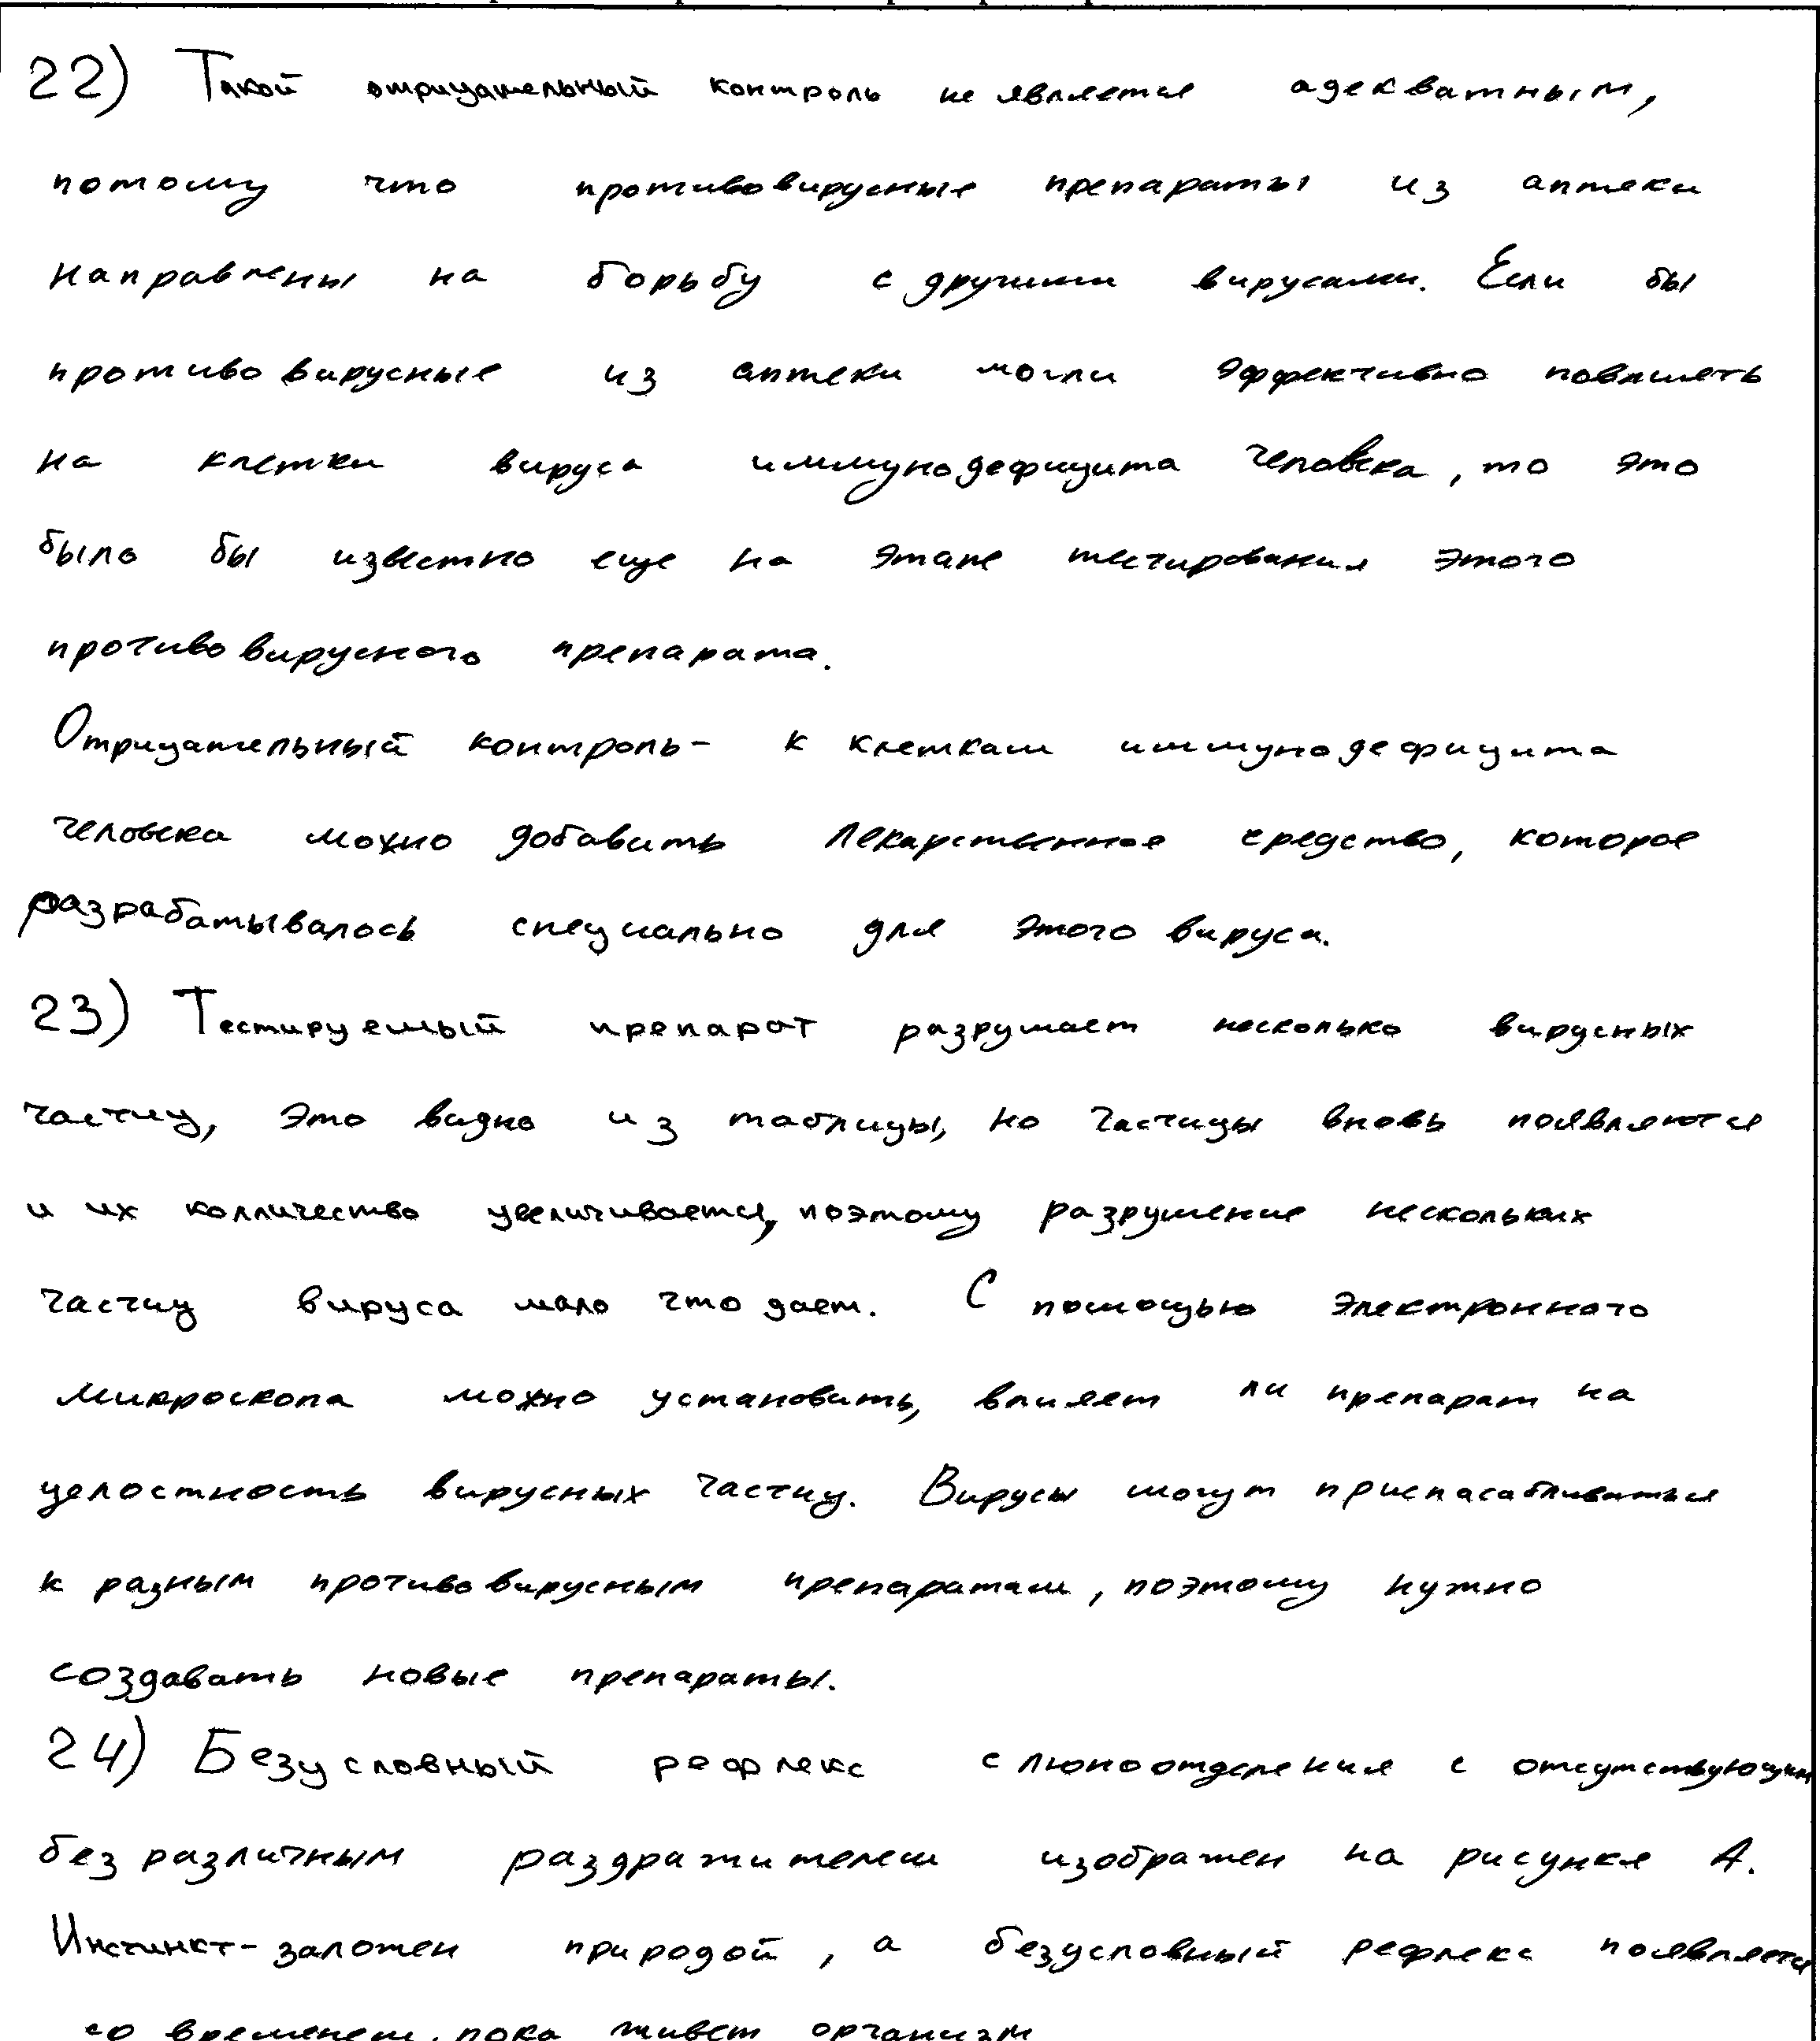 22) Такой отрицательный контроль не является адекватным,
потому что противовирусные препараты из аптеки
направлены на борьбу с другими вирусами. Если бы
противовирусные из аптеки могли эффективно повлиять
на клетки вируса иммунодефицита человека, то это
было бы известно еще на этапе тестирования этого
противовирусного препарата.
Отрицательный контроль- к клеткам иммунодефицита
человека можно добавить лекарственное средство, которое
разрабатывалось специально для этого вируса.
23) Тестируемый препарат разрушает несколько вирусных
частиц, это видно из таблицы, но частицы вновь появляются
и их колличество увеличивается, поэтому разрушение нескольких
частиц вируса мало что дает. С помощью электронного
микроскопа можно установить, влияет ли препарат на
целостность вирусных частиц. Вирусы могут приспасабливаться
к разным противовирусным препаратам, поэтому нужно
создавать новые препараты.
24) Безусловный рефлекс слюноотделения с отсутствующим
безразличным раздражителем изображен на рисунке А.
Инстинкт- заложен природой, а безусловный рефлекс появляется
со временем, пока живет организм